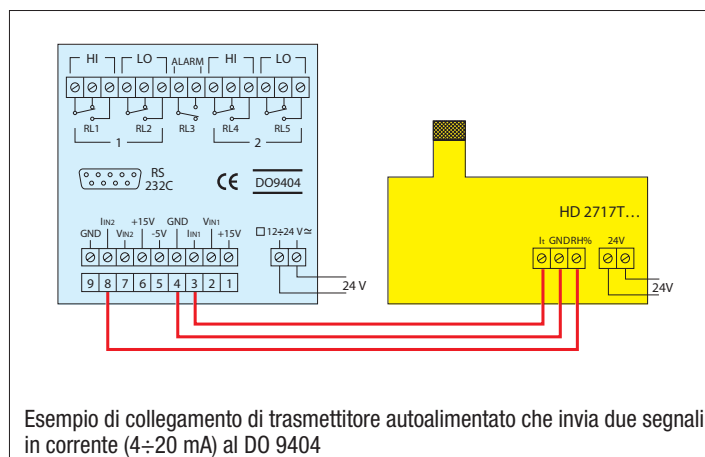 HI LO ALARM HI LO
RL1 RL2 RL3 RL4 RL5
1 2
RS
232C
CE
DO9404
HD 2717T...
IIN2 +15V GND VIN1
GND VIN2 -5V IIN1 +15V
12÷24 V≃
It GND RH% 24V
9 8 7 6 5 4 3 2 1
24 V
24V
Esempio di collegamento di trasmettitore autoalimentato che invia due segnali
in corrente (4÷20 mA) al DO 9404